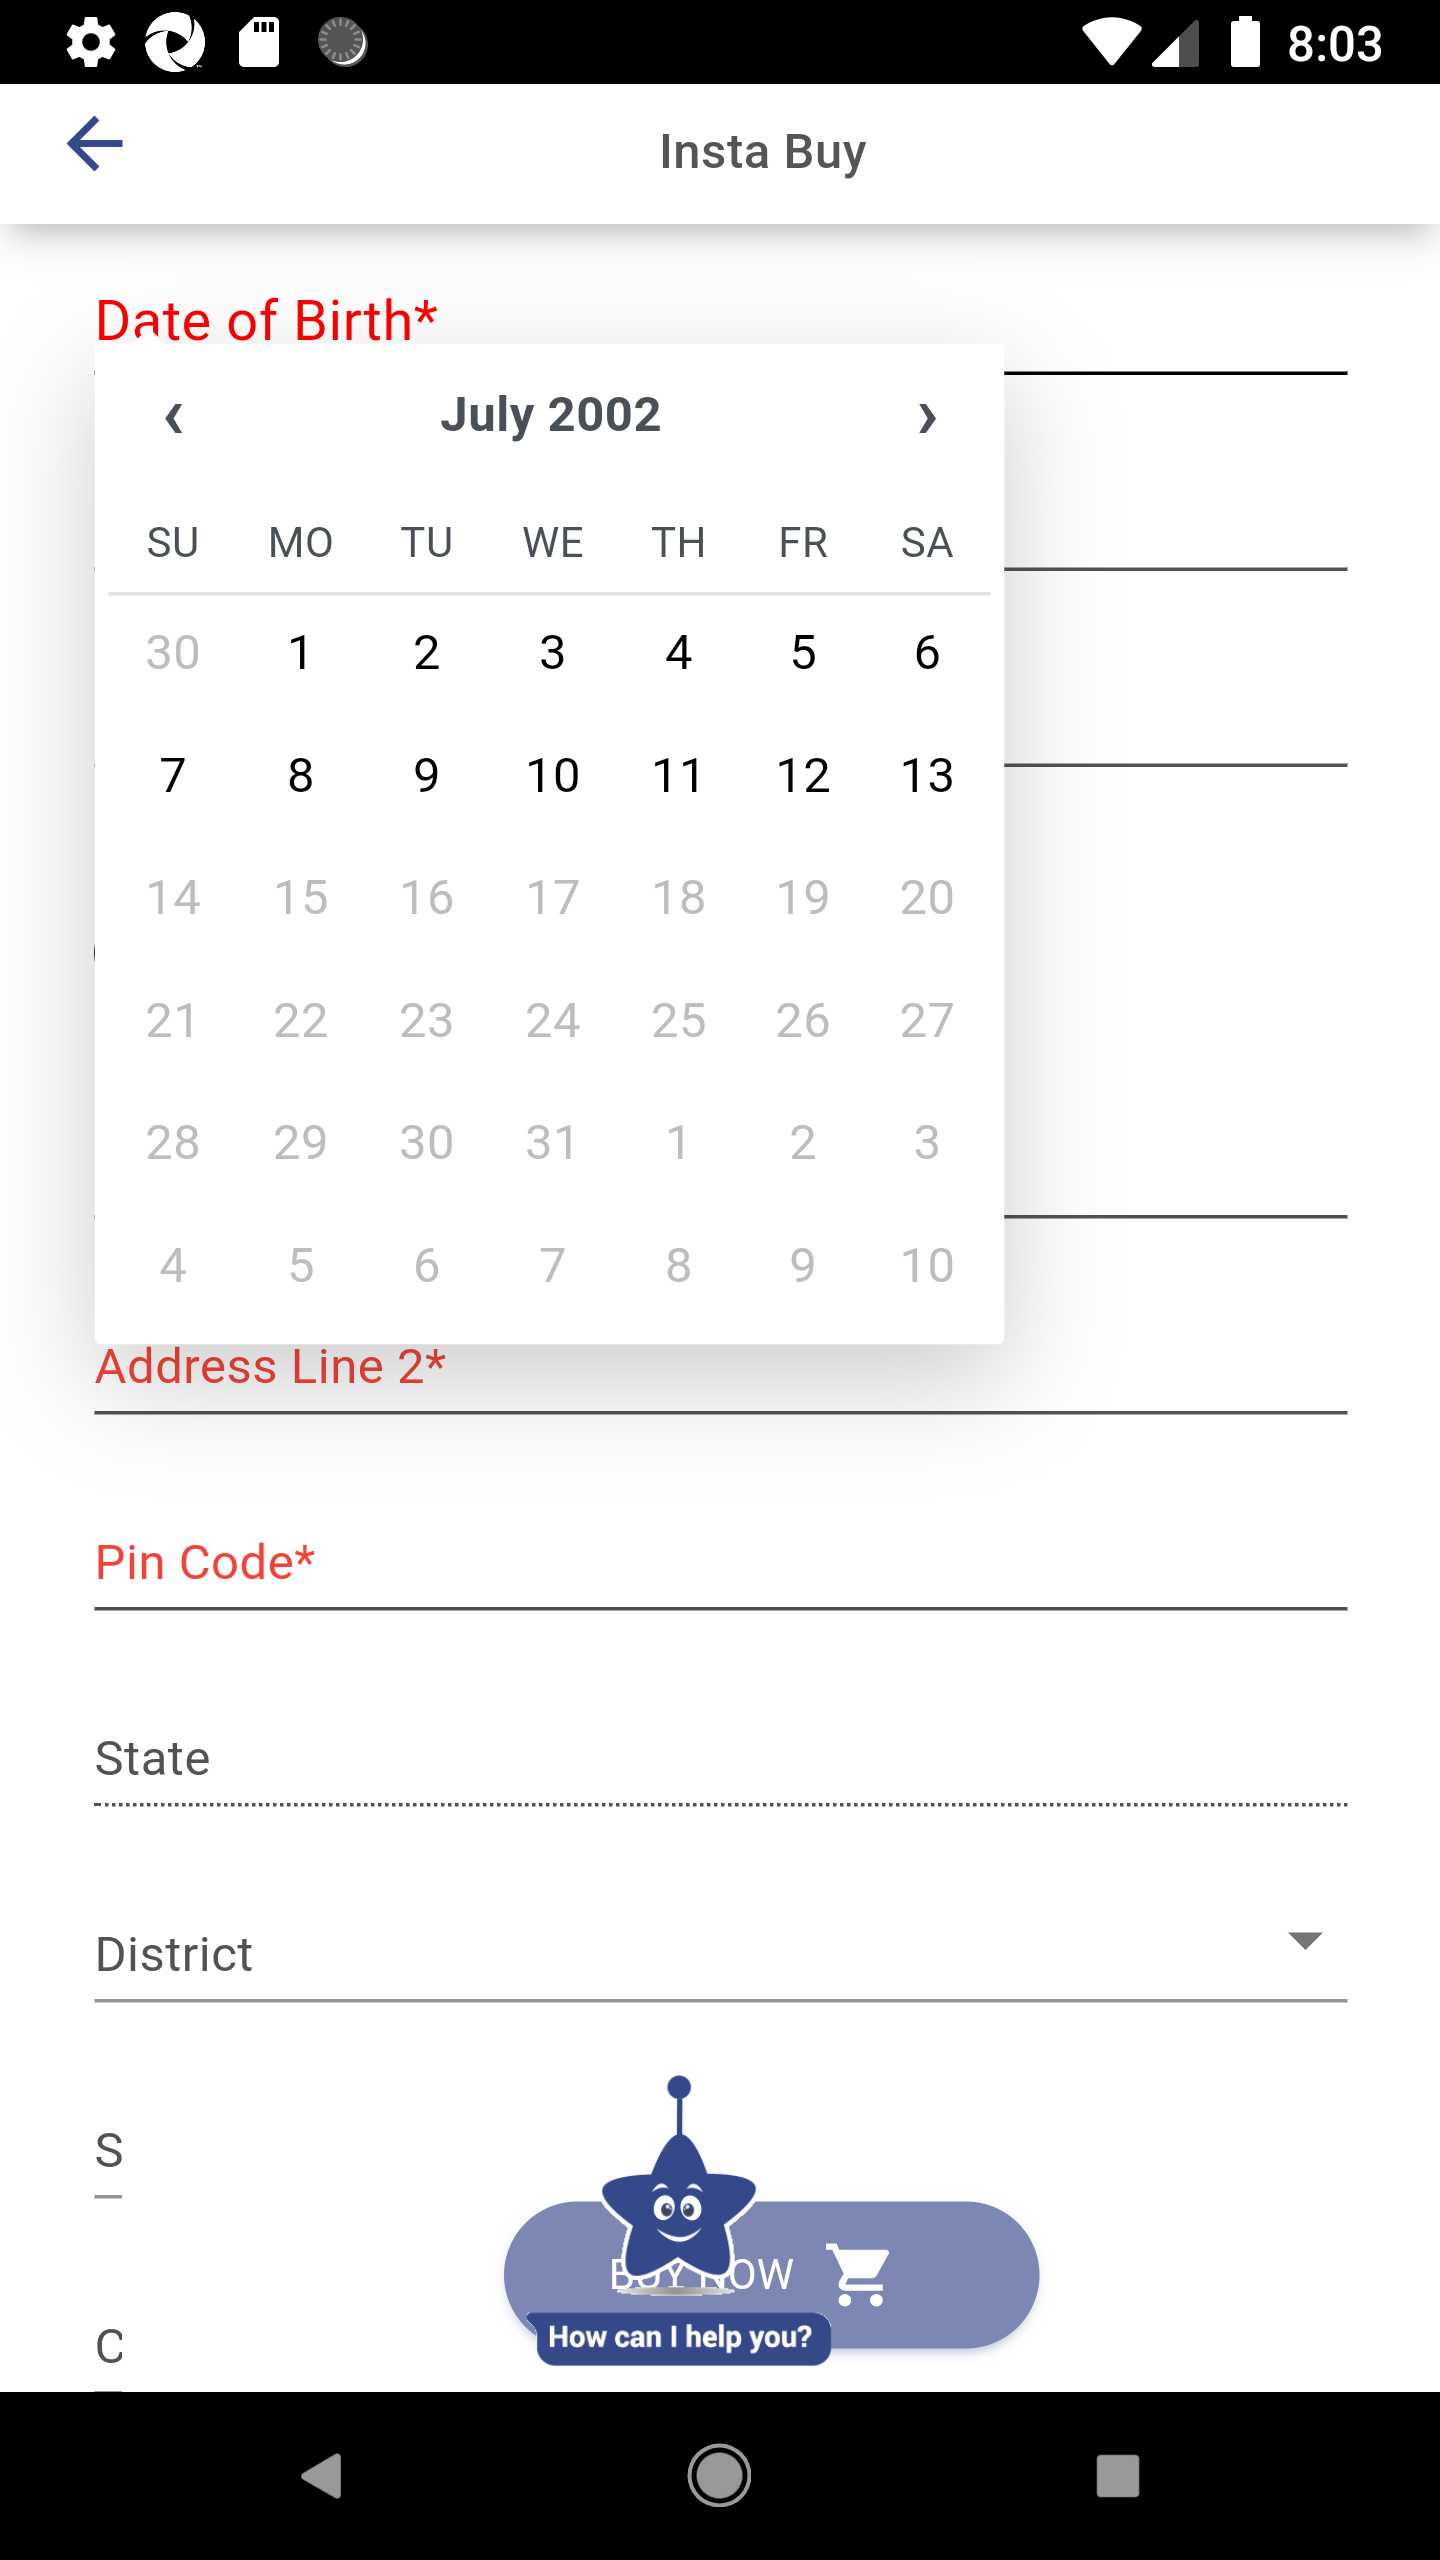 8:03
Insta Buy
Date of Birth*
‹ July 2002 ›
SU MO TU WE TH FR SA
30 1 2 3 4 5 6
7 8 9 10 11 12 13
14 15 16 17 18 19 20
21 22 23 24 25 26 27
28 29 30 31 1 2 3
4 5 6 7 8 9 10
Address Line 2*
Pin Code*
State
District
S
BUY NOW
How can I help you?
C